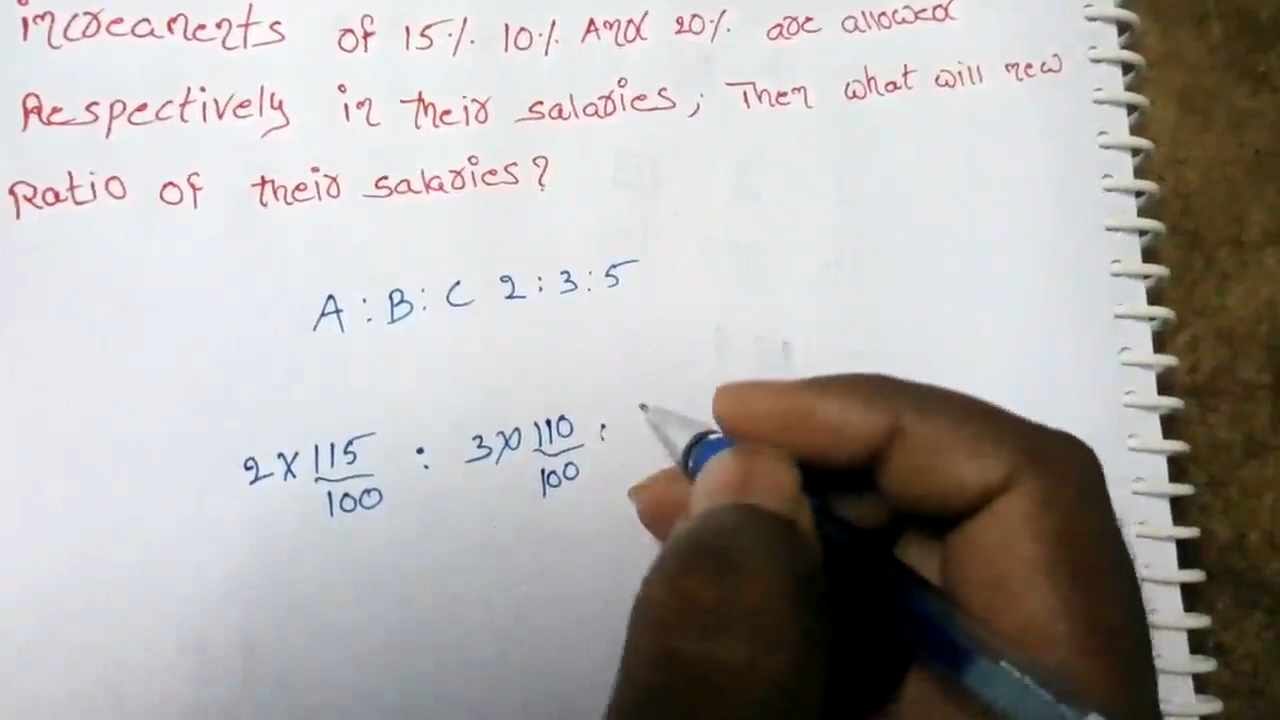 increanents of 15% 10% And 20% are allowed
Respectively in their salaries, Then what will new
Ratio of their salaries?
A : B : C 2 : 3 : 5
2 × 115/100 : 3 × 110/100 :